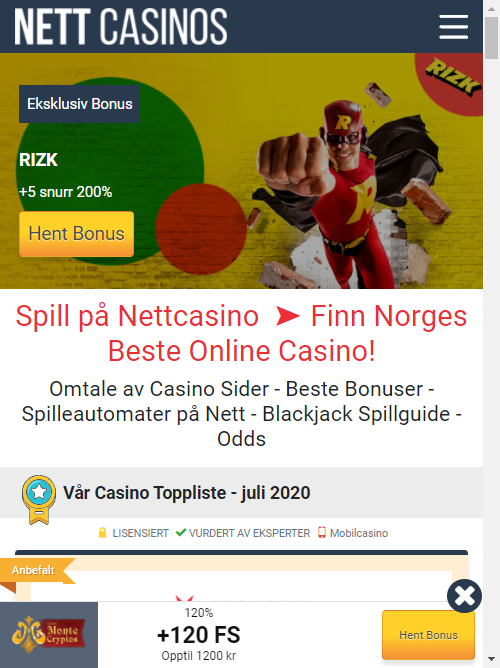 NETT CASINOS
RIZK
Eksklusiv Bonus
R
RIZK
+5 snurr 200%
Hent Bonus
Spill på Nettcasino ➤ Finn Norges
Beste Online Casino!
Omtale av Casino Sider - Beste Bonuser -
Spilleautomater på Nett - Blackjack Spillguide -
Odds
Vår Casino Toppliste - juli 2020
LISENSIERT VURDERT AV EKSPERTER Mobilcasino
Anbefalt
120%
Monte
Cryptos
+120 FS
Hent Bonus
Opptil 1200 kr